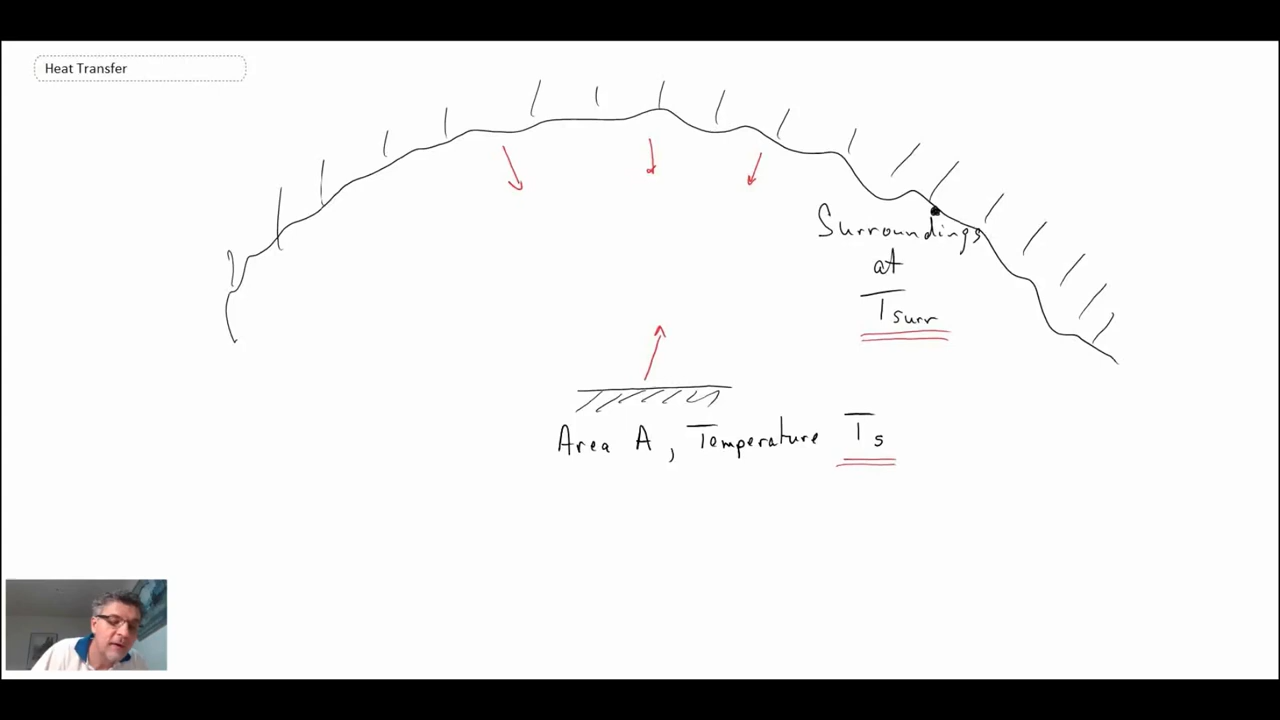 Heat Transfer
Surroundings
at
Tsurr
Area A, Temperature Ts